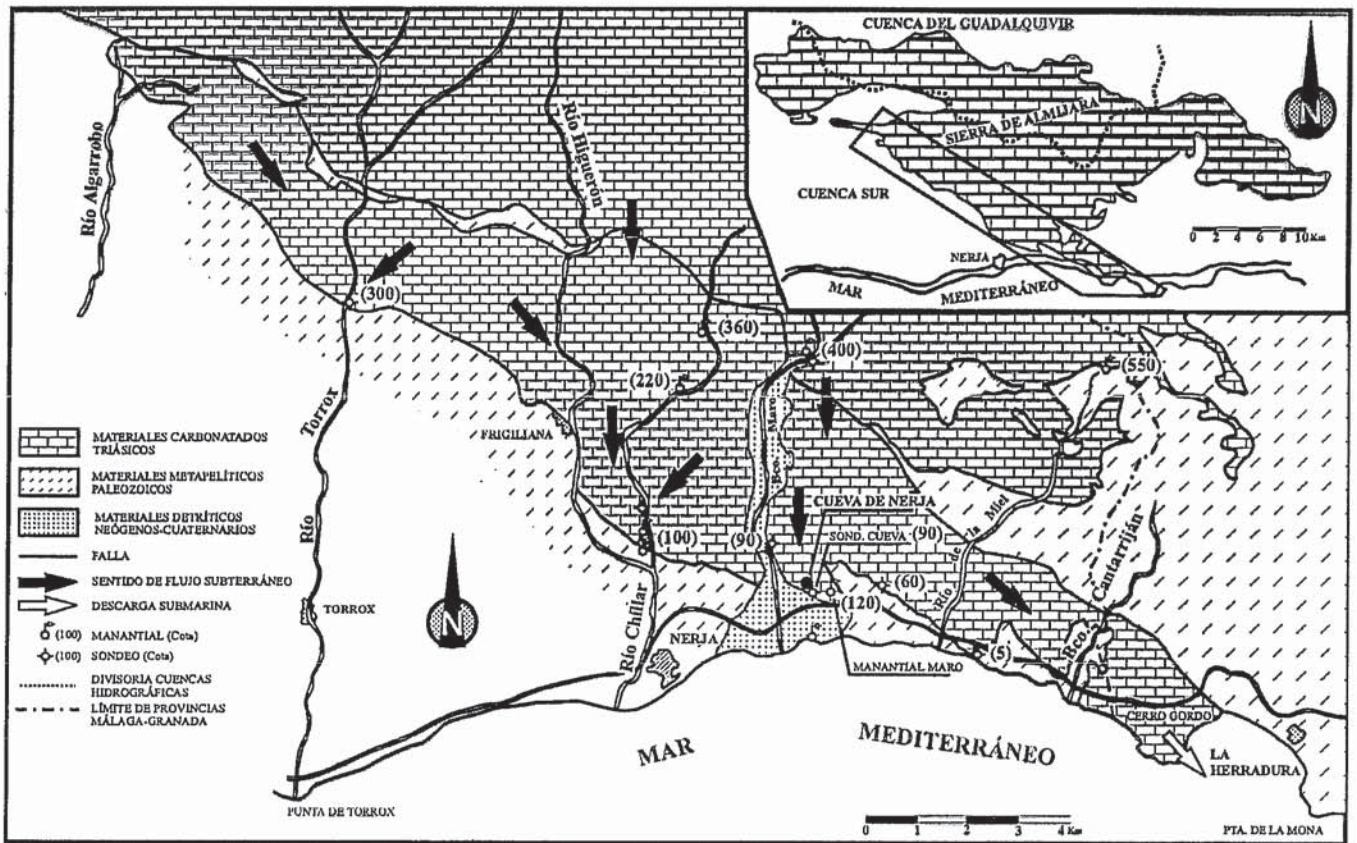 CUENCA DEL GUADALQUIVIR
SIERRA DE ALMIJARA
CUENCA SUR
NERJA
MAR MEDITERRÁNEO
0 2 4 6 8 10 Km
N
Río Algarrobo
Río Higuerón
(300)
(360)
(400)
(220)
(550)
FRIGILIANA
Bco. Maro
Río Torrox
CUEVA DE NERJA
SOND. CUEVA (90)
(100)
(90)
(60)
(120)
Río de la Miel
Bco. Cantarriján
TORROX
N
Río Chíllar
NERJA
MANANTIAL MARO
(5)
CERRO GORDO
LA
HERRADURA
MAR MEDITERRÁNEO
PUNTA DE TORROX
0 1 2 3 4 Km
PTA. DE LA MONA
MATERIALES CARBONATADOS
TRIÁSICOS
MATERIALES METAPELÍTICOS
PALEOZOICOS
MATERIALES DETRÍTICOS
NEÓGENOS-CUATERNARIOS
FALLA
SENTIDO DE FLUJO SUBTERRÁNEO
DESCARGA SUBMARINA
(100) MANANTIAL (Cota)
(100) SONDEO (Cota)
DIVISORIA CUENCAS
HIDROGRÁFICAS
LÍMITE DE PROVINCIAS
MÁLAGA-GRANADA